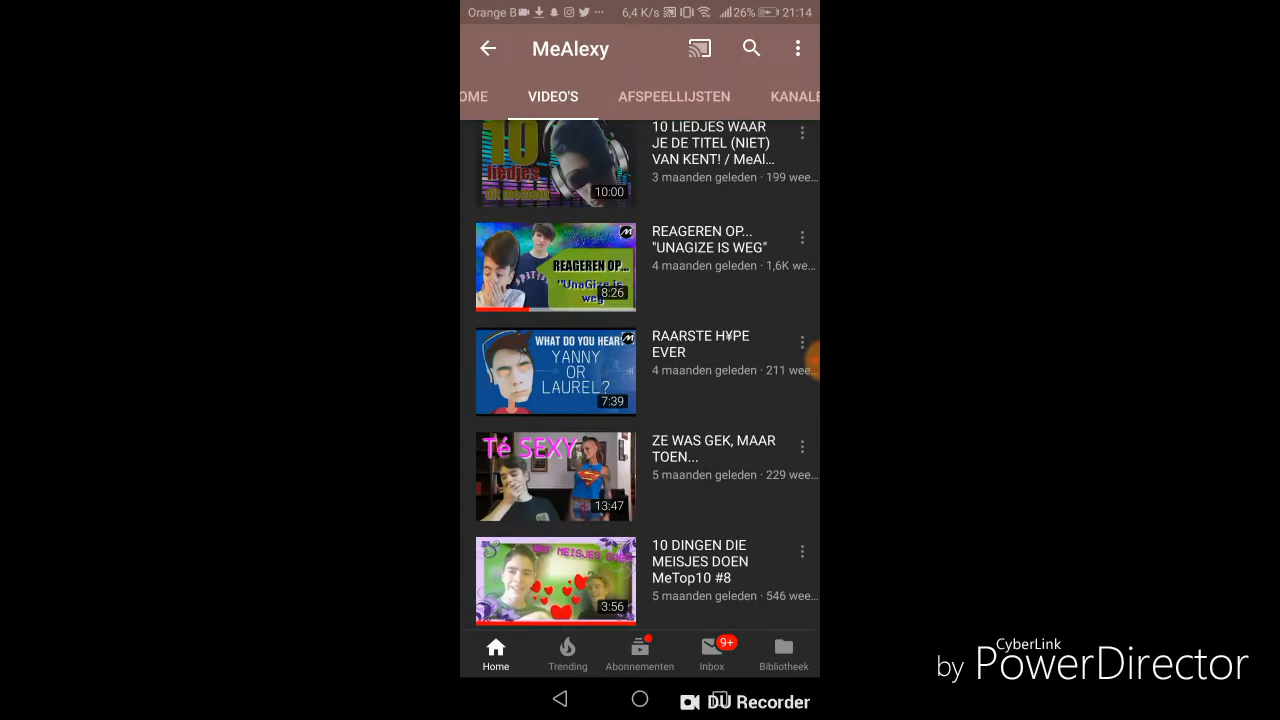 Orange B ... 6,4 K/s 26% 21:14
MeAlexy
OME VIDEO'S AFSPEELLIJSTEN KANALE
10
liedjes
dit moment
10:00
10 LIEDJES WAAR
JE DE TITEL (NIET)
VAN KENT! / MeAl...
3 maanden geleden · 199 wee...
REAGEREN OP...
"UnaGize is
weg
8:26
REAGEREN OP...
"UNAGIZE IS WEG"
4 maanden geleden · 1,6K we...
WHAT DO YOU HEAR?
YANNY
OR
LAUREL?
7:39
RAARSTE H¥PE
EVER
4 maanden geleden · 211 wee...
Té SEXY
13:47
ZE WAS GEK, MAAR
TOEN...
5 maanden geleden · 229 wee...
MEISJES
3:56
10 DINGEN DIE
MEISJES DOEN
MeTop10 #8
5 maanden geleden · 546 wee...
9+
Home Trending Abonnementen Inbox Bibliotheek
DU Recorder
CyberLink
by PowerDirector